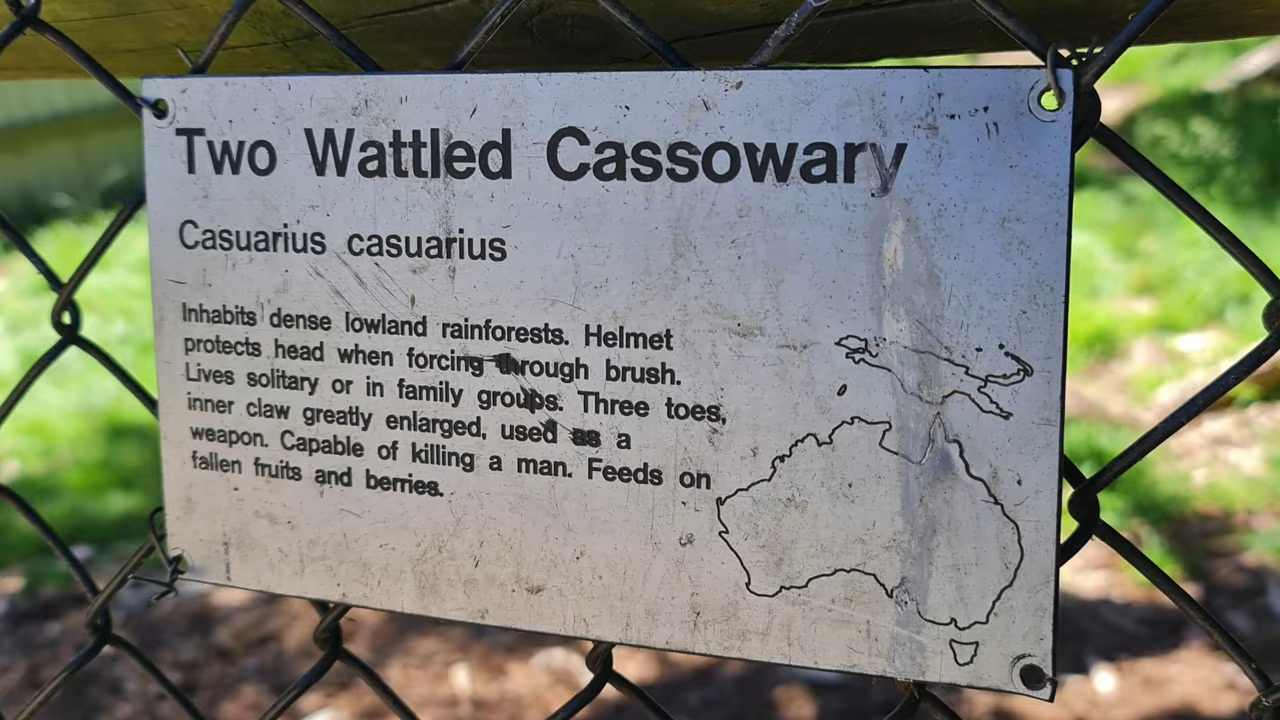 Two Wattled Cassowary
Casuarius casuarius
Inhabits dense lowland rainforests. Helmet
protects head when forcing through brush.
Lives solitary or in family groups. Three toes,
inner claw greatly enlarged, used as a
weapon. Capable of killing a man. Feeds on
fallen fruits and berries.